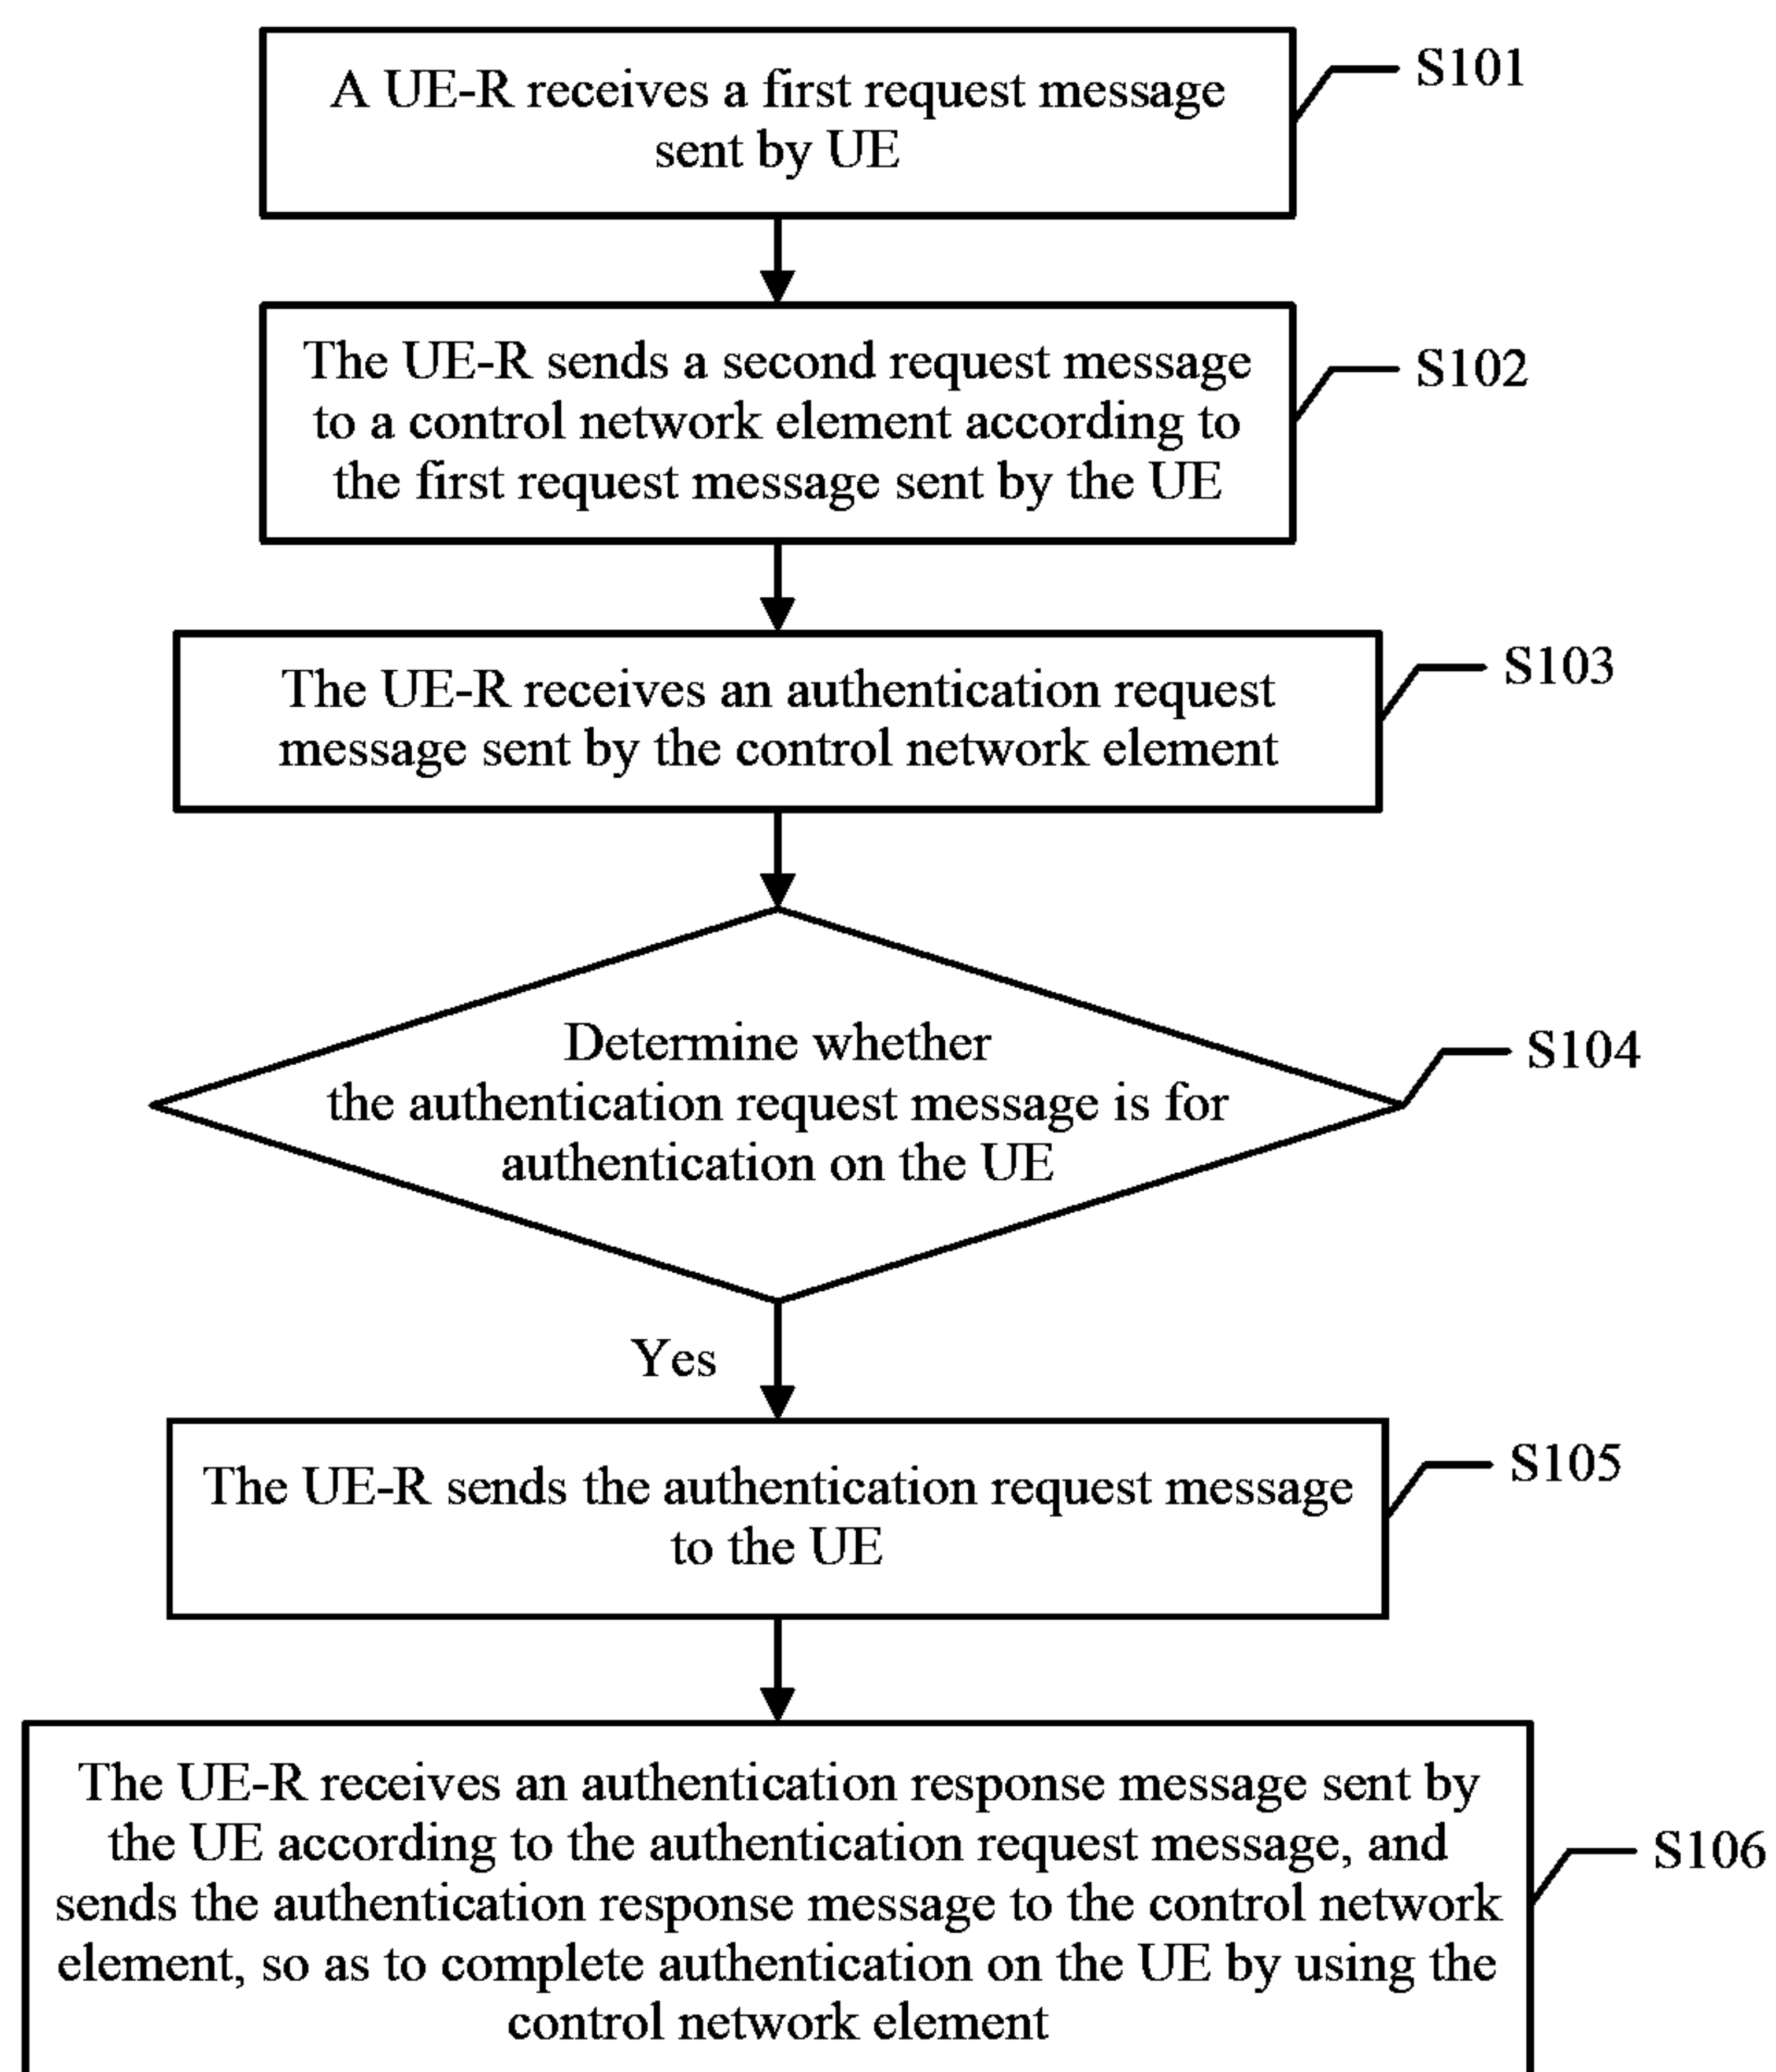 A UE-R receives a first request message
sent by UE
S101
The UE-R sends a second request message
to a control network element according to
the first request message sent by the UE
S102
The UE-R receives an authentication request
message sent by the control network element
S103
Determine whether
the authentication request message is for
authentication on the UE
S104
Yes
The UE-R sends the authentication request message
to the UE
S105
The UE-R receives an authentication response message sent by
the UE according to the authentication request message, and
sends the authentication response message to the control network
element, so as to complete authentication on the UE by using the
control network element
S106